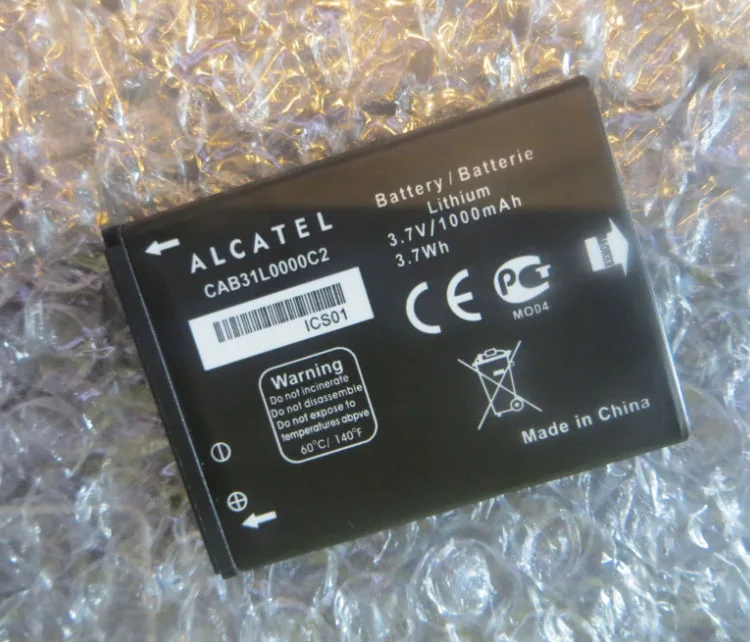 ALCATEL
CAB31L0000C2
ICS01
Battery / Batterie
Lithium
3.7V/1000mAh
3.7Wh
CE
PCT
MO04
Warning
Do not incinerate
Do not disassemble
Do not expose to
temperatures abpve
60°C/ 140°F
Made in China